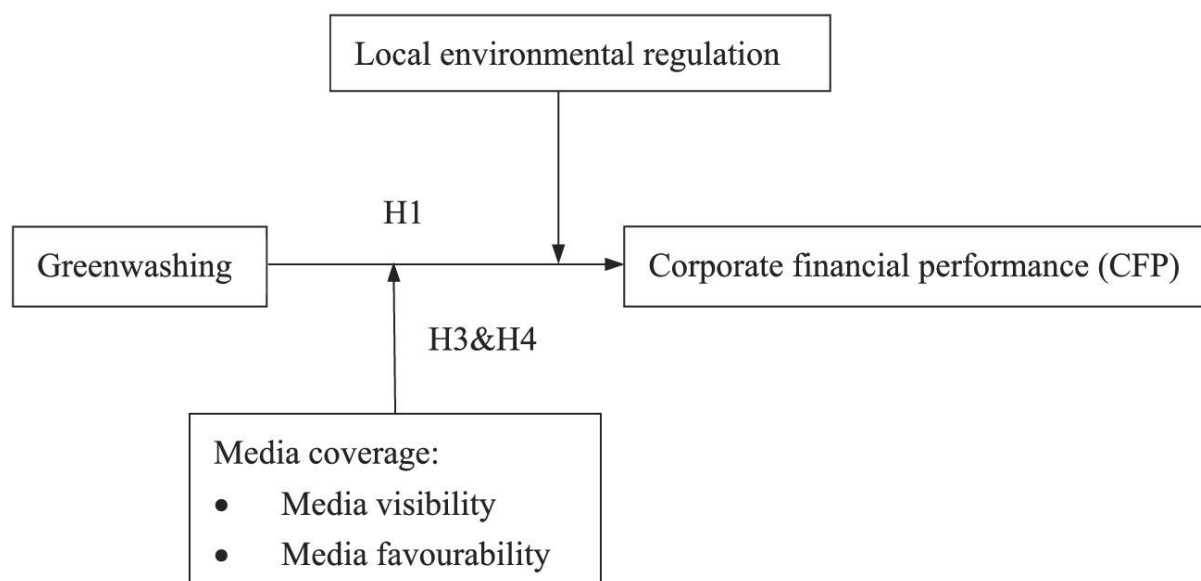 Local environmental regulation
H1
Greenwashing
Corporate financial performance (CFP)
H3&H4
Media coverage:
• Media visibility
• Media favourability